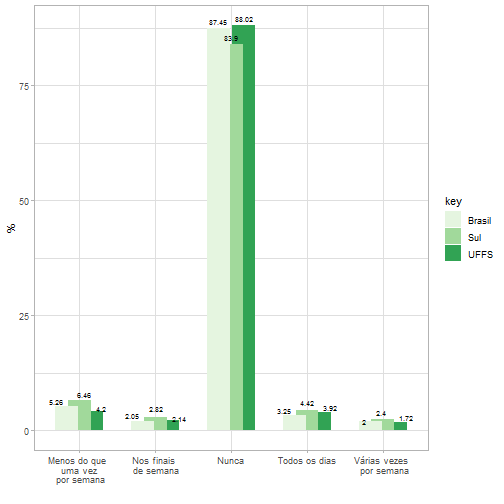 87.45
88.02
83.9
75
50
%
25
0
5.26
6.46
4.2
2.05
2.82
2.14
3.25
4.42
3.92
2
2.4
1.72
Menos do que
uma vez
por semana
Nos finais
de semana
Nunca
Todos os dias
Várias vezes
por semana
key
Brasil
Sul
UFFS